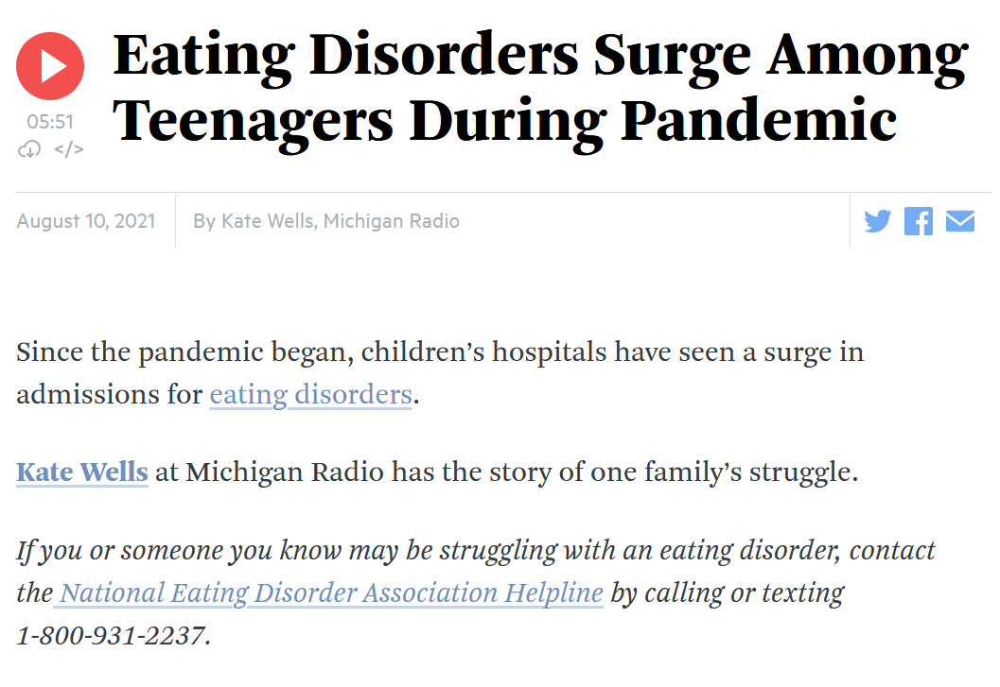 Eating Disorders Surge Among
Teenagers During Pandemic
05:51
</>
August 10, 2021
By Kate Wells, Michigan Radio
Since the pandemic began, children’s hospitals have seen a surge in
admissions for eating disorders.
Kate Wells at Michigan Radio has the story of one family’s struggle.
If you or someone you know may be struggling with an eating disorder, contact
the National Eating Disorder Association Helpline by calling or texting
1-800-931-2237.